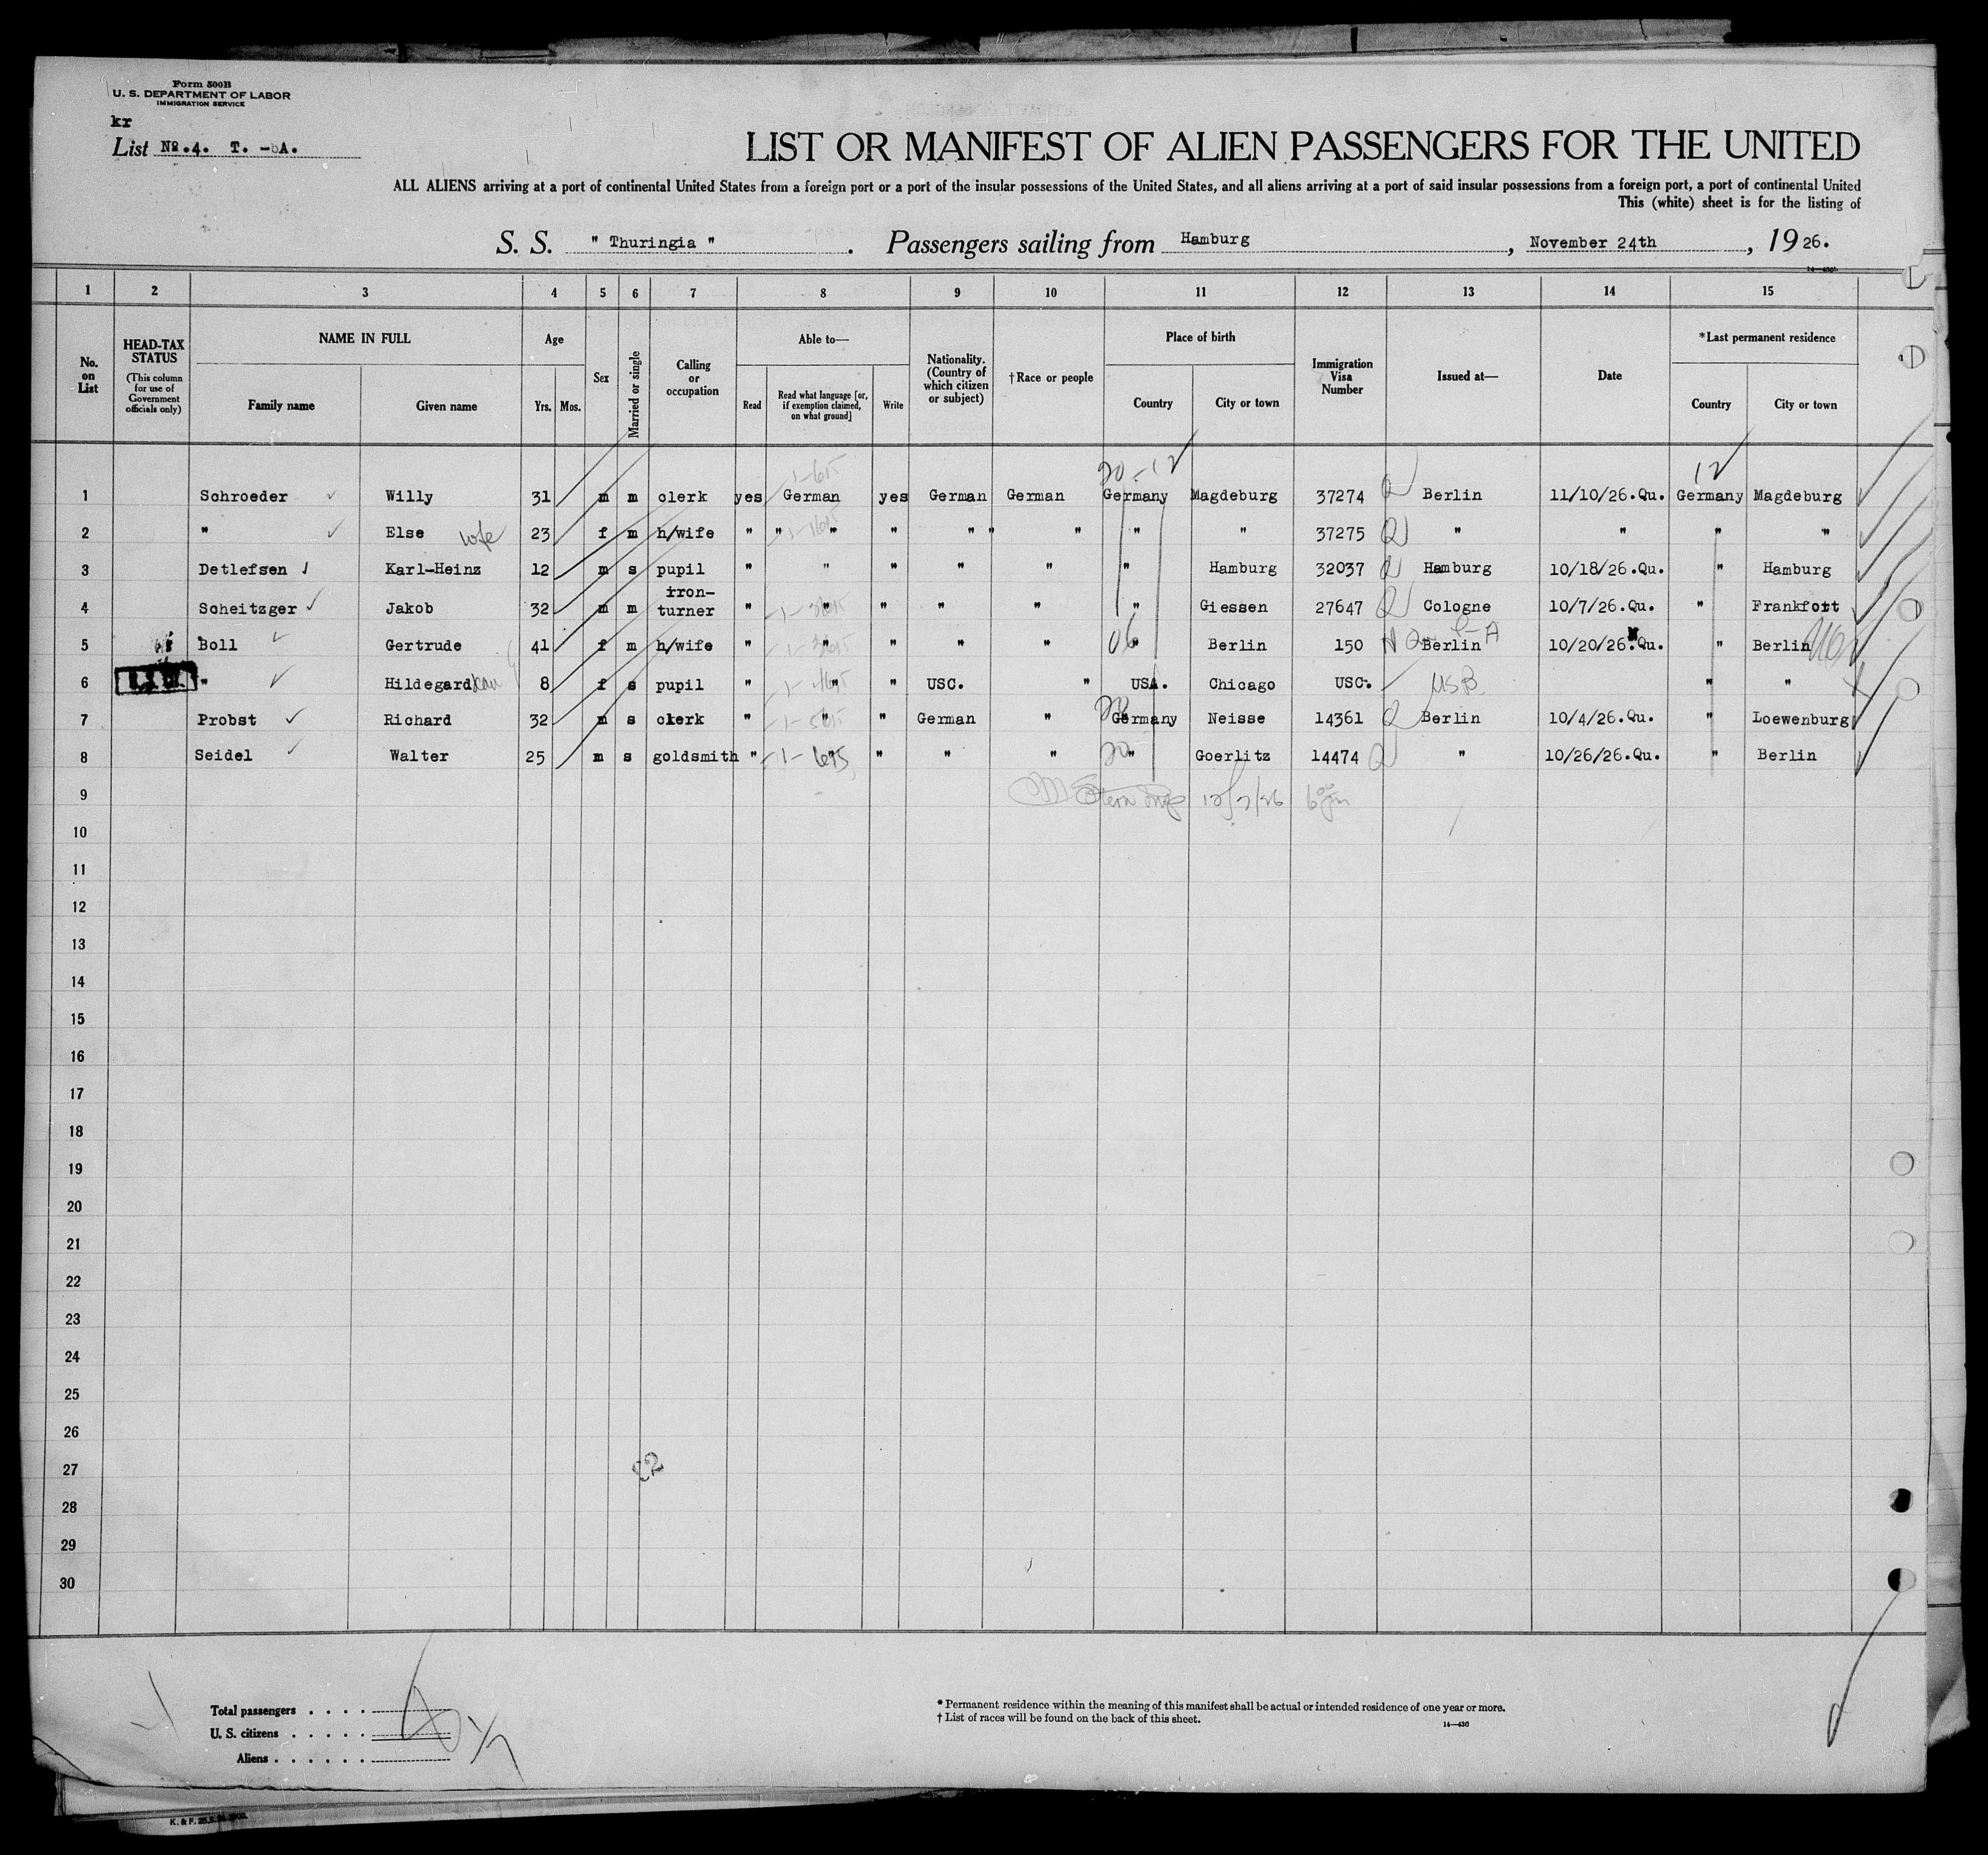 Form 500B
U. S. DEPARTMENT OF LABOR
IMMIGRATION SERVICE
kr
List No.4. T. - A.
LIST OR MANIFEST OF ALIEN PASSENGERS FOR THE UNITED
ALL ALIENS arriving at a port of continental United States from a foreign port or a port of the insular possessions of the United States, and all aliens arriving at a port of said insular possessions from a foreign port, a port of continental United
This (white) sheet is for the listing of
S. S. " Thuringia " . Passengers sailing from Hamburg , November 24th , 1926.
1 2 3 4 5 6 7 8 9 10 11 12 13 14 15
No. on List
HEAD-TAX STATUS (This column for use of Government officials only)
NAME IN FULL
Family name Given name
Age
Yrs. Mos.
Sex
Married or single
Calling or occupation
Able to—
Read Read what language [or, if exemption claimed, on what ground] Write
Nationality. (Country of which citizen or subject)
†Race or people
Place of birth
Country City or town
Immigration Visa Number
Issued at—
Date
*Last permanent residence
Country City or town
20-12 12
1 Schroeder Willy 31 m m clerk yes German yes German German Germany Magdeburg 37274 Berlin 11/10/26.Qu. Germany Magdeburg
2 " Else wife 23 f m h/wife " " " " " " " " " 37275 " " " "
3 Detlefsen Karl-Heinz 12 m s pupil " " " " " " Hamburg 32037 Hamburg 10/18/26.Qu. " Hamburg
4 Scheitzger Jakob 32 m m iron-turner " " " " " " Giessen 27647 Cologne 10/7/26.Qu. " Frankfort
5 Boll Gertrude 41 f m h/wife " " " " " " Berlin 150 Berlin 10/20/26.Qu. " Berlin
6 " Hildegard 8 f s pupil " " " USC. " USA. Chicago USC. USB " "
7 Probst Richard 32 m s clerk " " " German " Germany Neisse 14361 Berlin 10/4/26.Qu. " Loewenburg
8 Seidel Walter 25 m s goldsmith " " " " " " Goerlitz 14474 " 10/26/26.Qu. " Berlin
9 12/7/26
10
11
12
13
14
15
16
17
18
19
20
21
22
23
24
25
26
27
28
29
30
Total passengers . . . .
U. S. citizens . . . . .
Aliens . . . . . .
* Permanent residence within the meaning of this manifest shall be actual or intended residence of one year or more.
† List of races will be found on the back of this sheet.
14—430